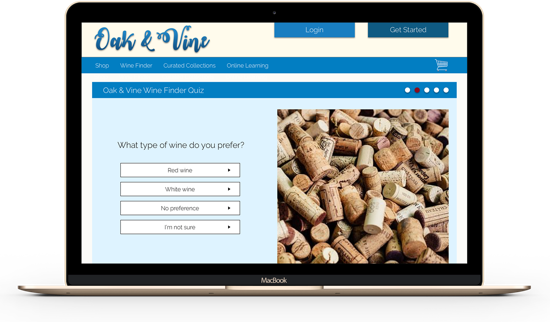 Oak & Vine
Login
Get Started
Shop
Wine Finder
Curated Collections
Online Learning
Oak & Vine Wine Finder Quiz
What type of wine do you prefer?
Red wine
White wine
No preference
I'm not sure
MacBook